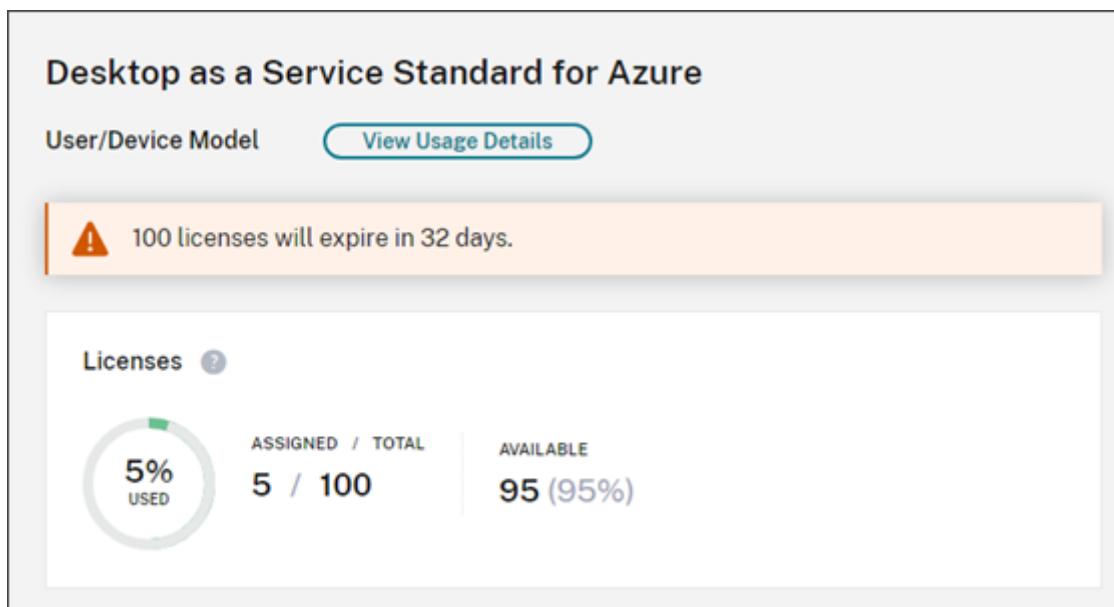 Desktop as a Service Standard for Azure
User/Device Model View Usage Details
100 licenses will expire in 32 days.
Licenses ?
5%
USED
ASSIGNED / TOTAL
5 / 100
AVAILABLE
95 (95%)